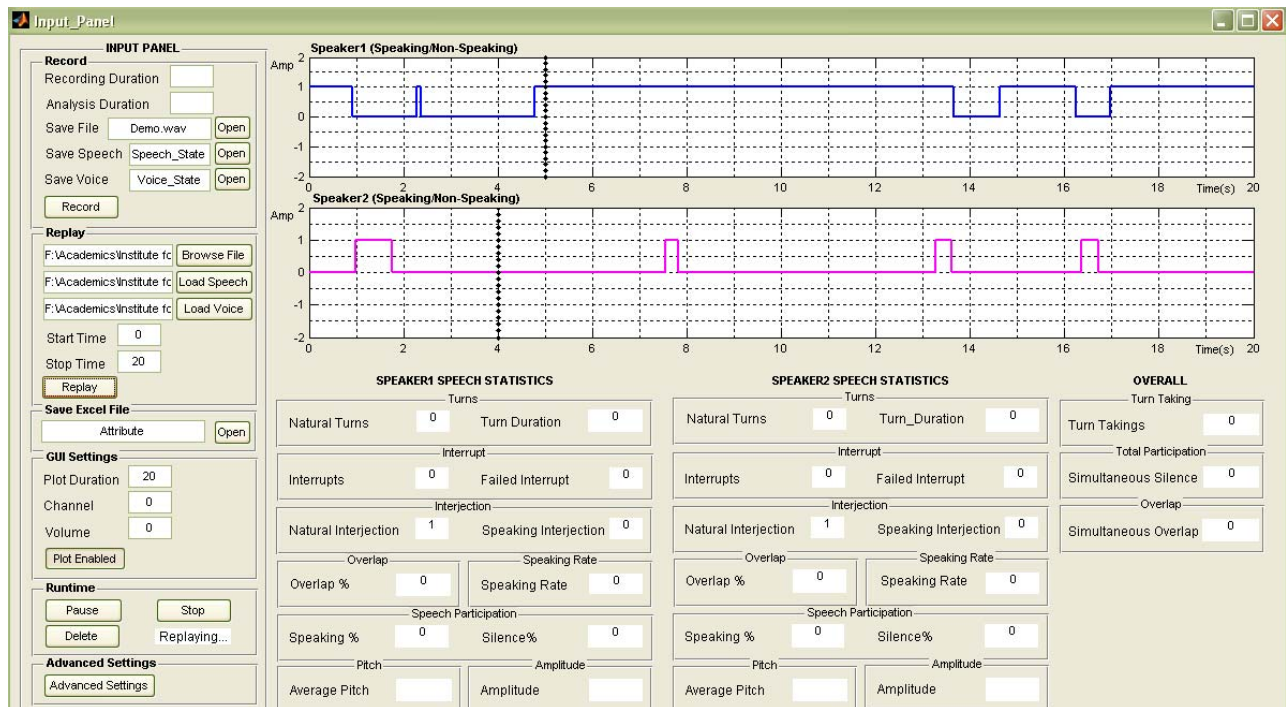 Input_Panel
INPUT PANEL
Record
Recording Duration
Analysis Duration
Save File Demo.wav Open
Save Speech Speech_State Open
Save Voice Voice_State Open
Record
Replay
F:\Academics\Institute fc Browse File
F:\Academics\Institute fc Load Speech
F:\Academics\Institute fc Load Voice
Start Time 0
Stop Time 20
Replay
Save Excel File
Attribute Open
GUI Settings
Plot Duration 20
Channel 0
Volume 0
Plot Enabled
Runtime
Pause Stop
Delete Replaying...
Advanced Settings
Advanced Settings
Speaker1 (Speaking/Non-Speaking)
Amp 2
1
0
-1
-2
0 2 4 6 8 10 12 14 16 18 Time(s) 20
Speaker2 (Speaking/Non-Speaking)
Amp 2
1
0
-1
-2
0 2 4 6 8 10 12 14 16 18 Time(s) 20
SPEAKER1 SPEECH STATISTICS
Turns
Natural Turns 0 Turn Duration 0
Interrupt
Interrupts 0 Failed Interrupt 0
Interjection
Natural Interjection 1 Speaking Interjection 0
Overlap Speaking Rate
Overlap % 0 Speaking Rate 0
Speech Participation
Speaking % 0 Silence% 0
Pitch Amplitude
Average Pitch Amplitude
SPEAKER2 SPEECH STATISTICS
Turns
Natural Turns 0 Turn_Duration 0
Interrupt
Interrupts 0 Failed Interrupt 0
Interjection
Natural Interjection 1 Speaking Interjection 0
Overlap Speaking Rate
Overlap % 0 Speaking Rate 0
Speech Participation
Speaking % 0 Silence% 0
Pitch Amplitude
Average Pitch Amplitude
OVERALL
Turn Taking
Turn Takings 0
Total Participation
Simultaneous Silence 0
Overlap
Simultaneous Overlap 0